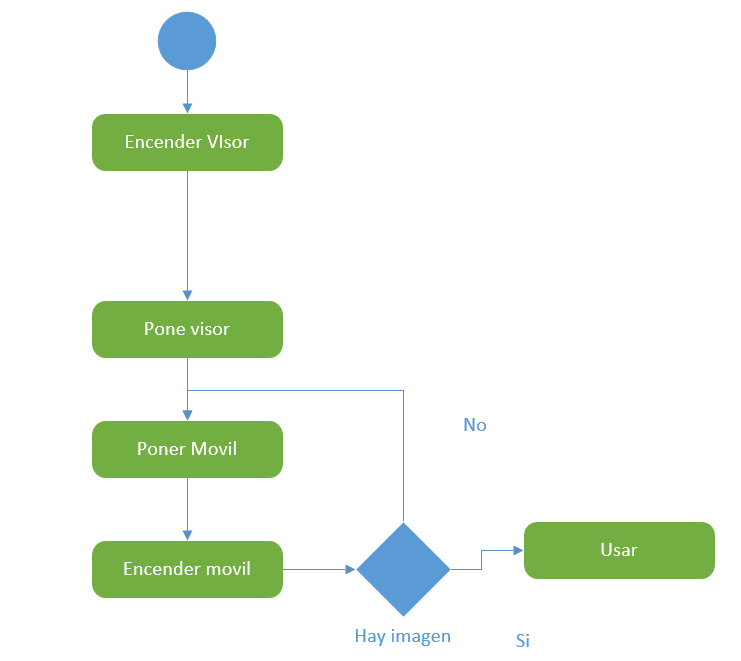 Encender VIsor
Pone visor
Poner Movil
No
Encender movil
Usar
Hay imagen
Si